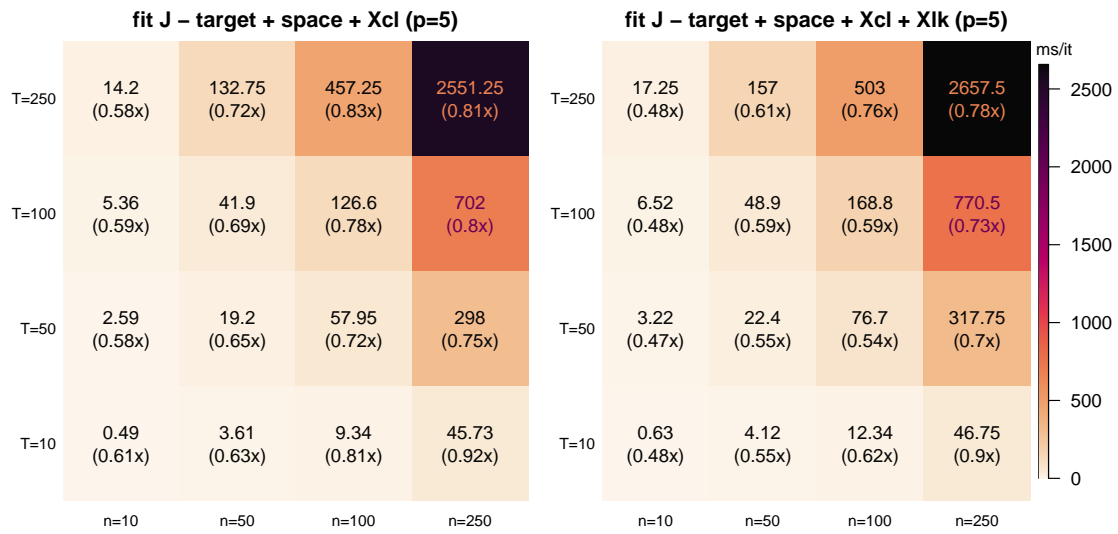 fit J − target + space + Xcl (p=5)
fit J − target + space + Xcl + Xlk (p=5)
ms/it
T=250
14.2 132.75 457.25 2551.25
(0.58x) (0.72x) (0.83x) (0.81x)
T=100
5.36 41.9 126.6 702
(0.59x) (0.69x) (0.78x) (0.8x)
T=50
2.59 19.2 57.95 298
(0.58x) (0.65x) (0.72x) (0.75x)
T=10
0.49 3.61 9.34 45.73
(0.61x) (0.63x) (0.81x) (0.92x)
n=10 n=50 n=100 n=250
T=250
17.25 157 503 2657.5
(0.48x) (0.61x) (0.76x) (0.78x)
T=100
6.52 48.9 168.8 770.5
(0.48x) (0.59x) (0.59x) (0.73x)
T=50
3.22 22.4 76.7 317.75
(0.47x) (0.55x) (0.54x) (0.7x)
T=10
0.63 4.12 12.34 46.75
(0.48x) (0.55x) (0.62x) (0.9x)
n=10 n=50 n=100 n=250
2500
2000
1500
1000
500
0